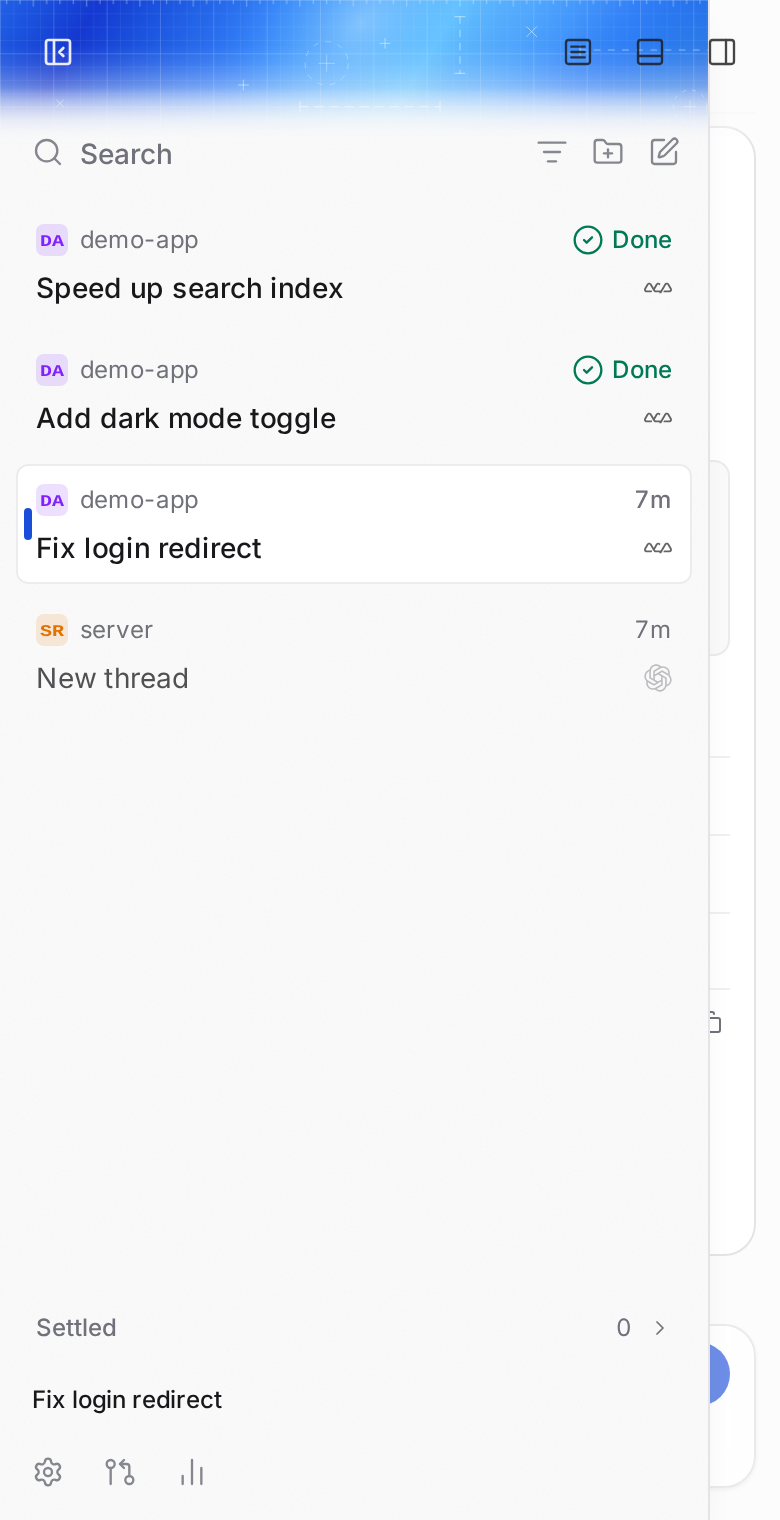 Search
DA demo-app Done
Speed up search index
DA demo-app Done
Add dark mode toggle
DA demo-app 7m
Fix login redirect
SR server 7m
New thread
Settled 0
Fix login redirect